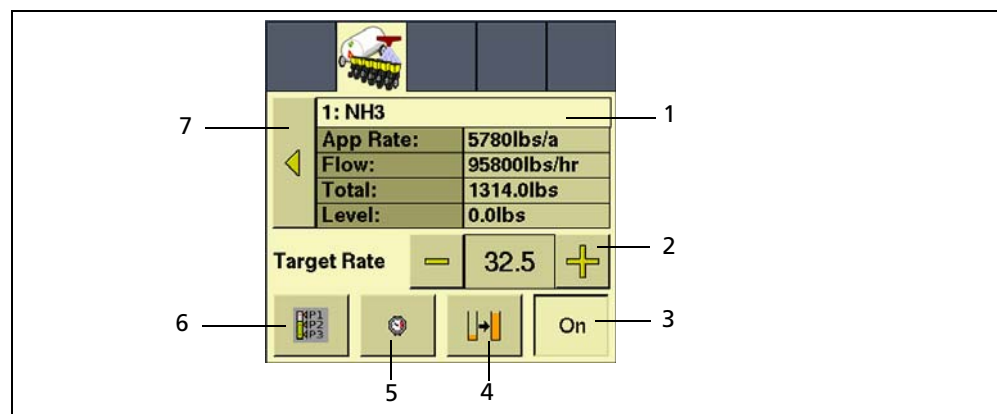 1: NH3
1
7
App Rate: 5780lbs/a
Flow: 95800lbs/hr
Total: 1314.0lbs
Level: 0.0lbs
Target Rate 32.5
2
6
P1
P2
P3
On
3
5
4